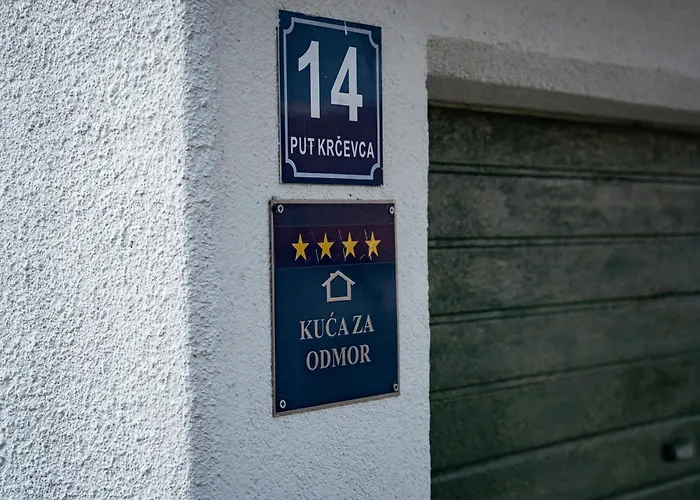 14
PUT KRČEVCA
KUĆA ZA
ODMOR